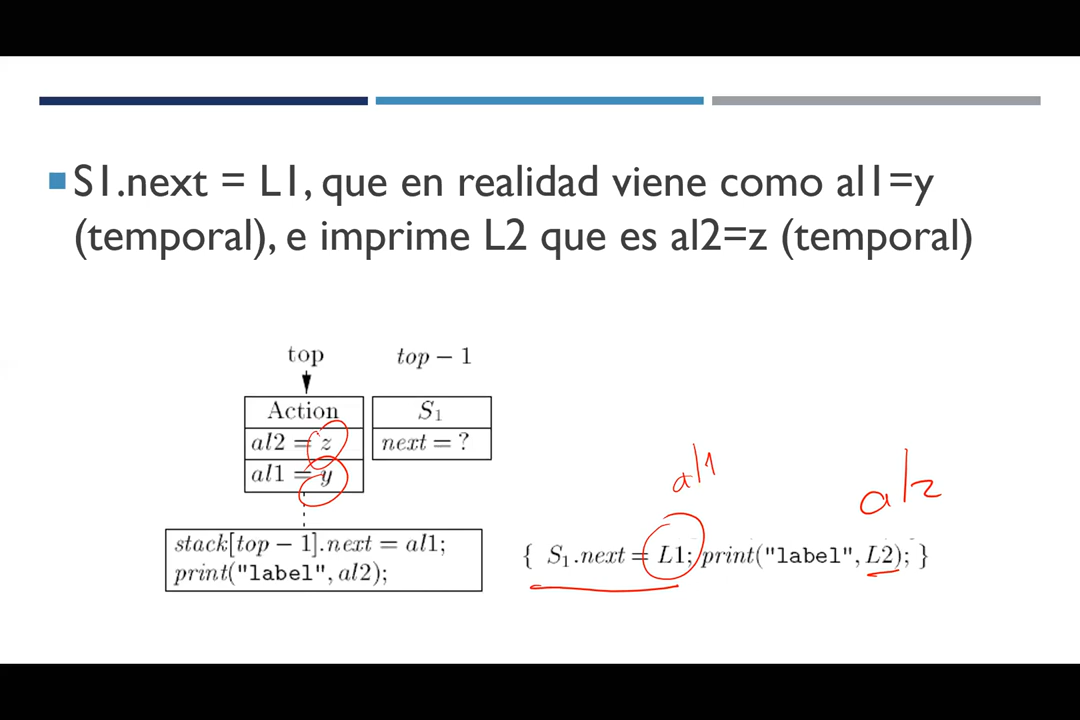 S1.next = L1, que en realidad viene como al1=y
(temporal), e imprime L2 que es al2=z (temporal)
top top − 1
Action S₁
al2 = z next = ?
al1 = y
al1
al2
stack[top − 1].next = al1;
print("label", al2);
{ S₁.next = L1; print("label", L2); }